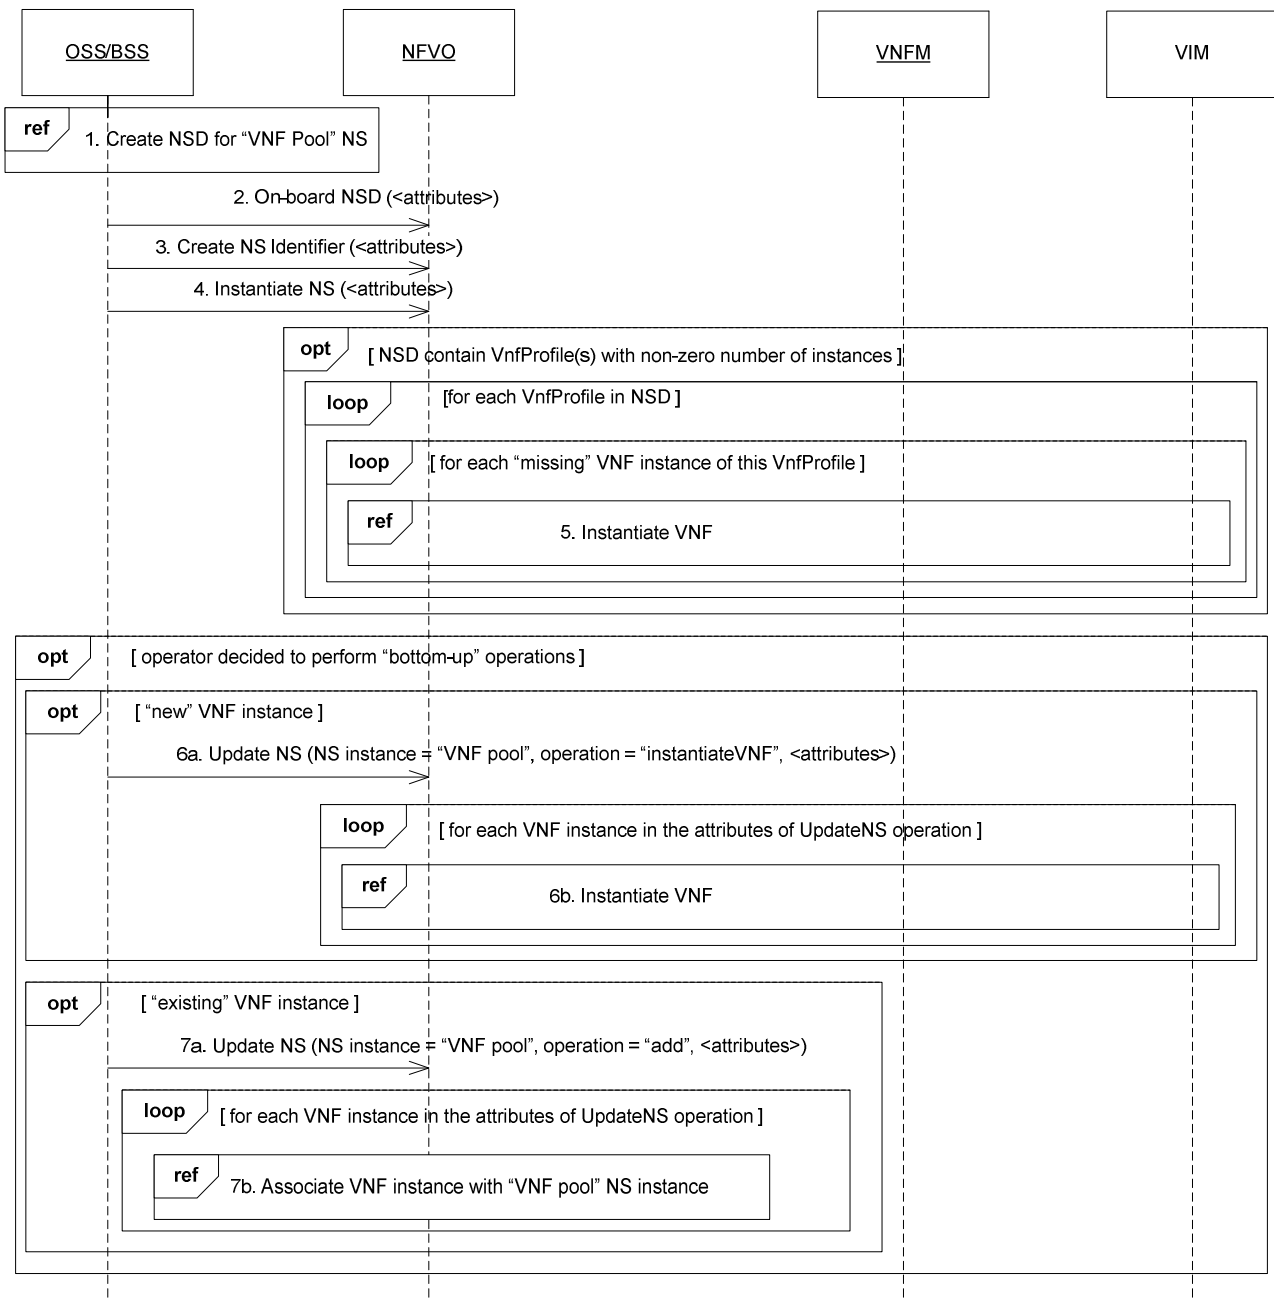 OSS/BSS
NFVO
VNFM
VIM
ref
1. Create NSD for “VNF Pool” NS
2. On-board NSD (<attributes>)
3. Create NS Identifier (<attributes>)
4. Instantiate NS (<attributes>)
opt
[ NSD contain VnfProfile(s) with non-zero number of instances ]
loop
[for each VnfProfile in NSD ]
loop
[ for each “missing” VNF instance of this VnfProfile ]
ref
5. Instantiate VNF
opt
[ operator decided to perform “bottom-up” operations ]
opt
[ “new” VNF instance ]
6a. Update NS (NS instance = “VNF pool”, operation = “instantiateVNF”, <attributes>)
loop
[ for each VNF instance in the attributes of UpdateNS operation ]
ref
6b. Instantiate VNF
opt
[ “existing” VNF instance ]
7a. Update NS (NS instance = “VNF pool”, operation = “add”, <attributes>)
loop
[ for each VNF instance in the attributes of UpdateNS operation ]
ref
7b. Associate VNF instance with “VNF pool” NS instance